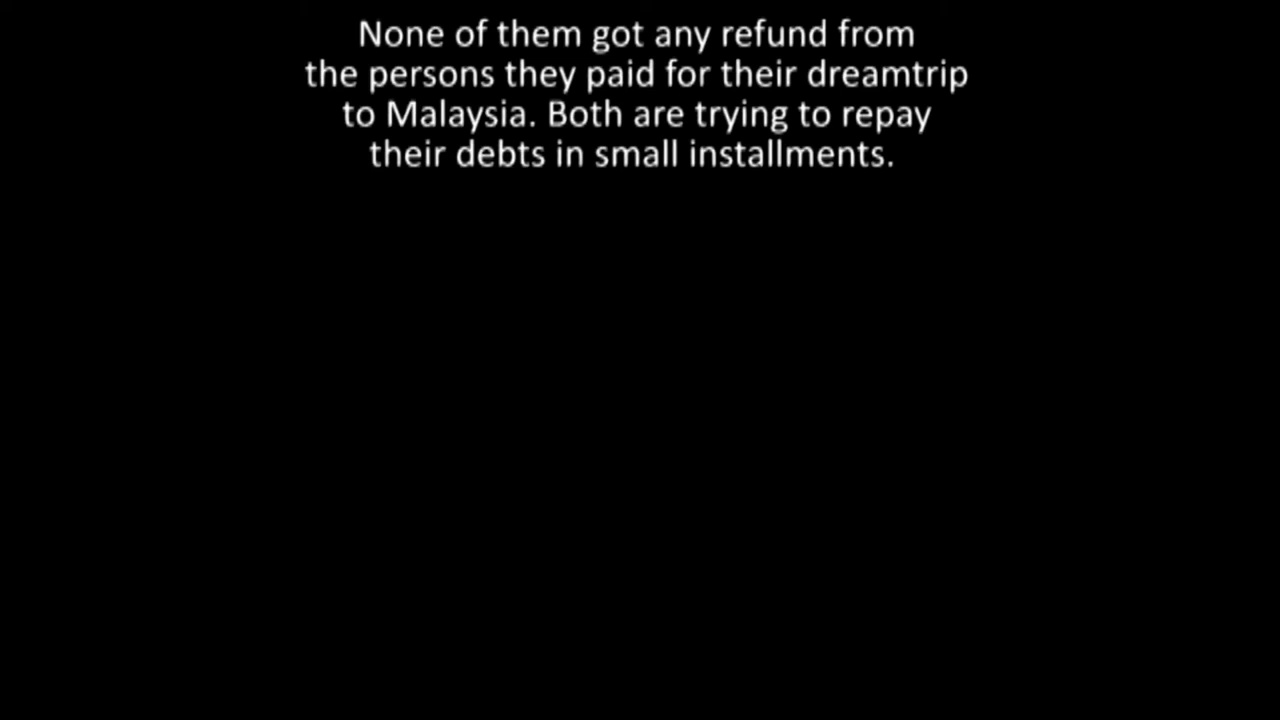 None of them got any refund from
the persons they paid for their dreamtrip
to Malaysia. Both are trying to repay
their debts in small installments.